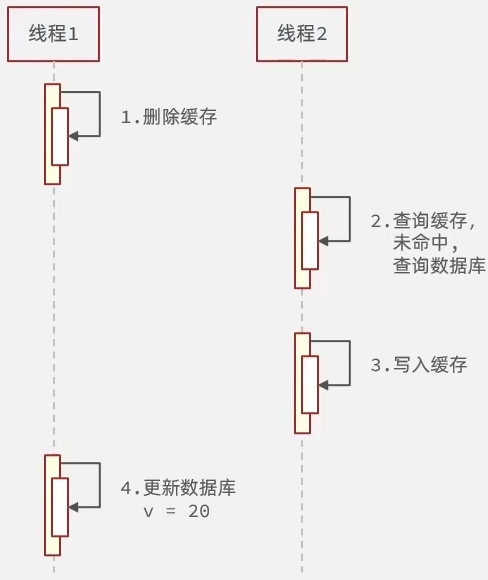 线程1
线程2
1.删除缓存
2.查询缓存,
未命中,
查询数据库
3.写入缓存
4.更新数据库
v = 20